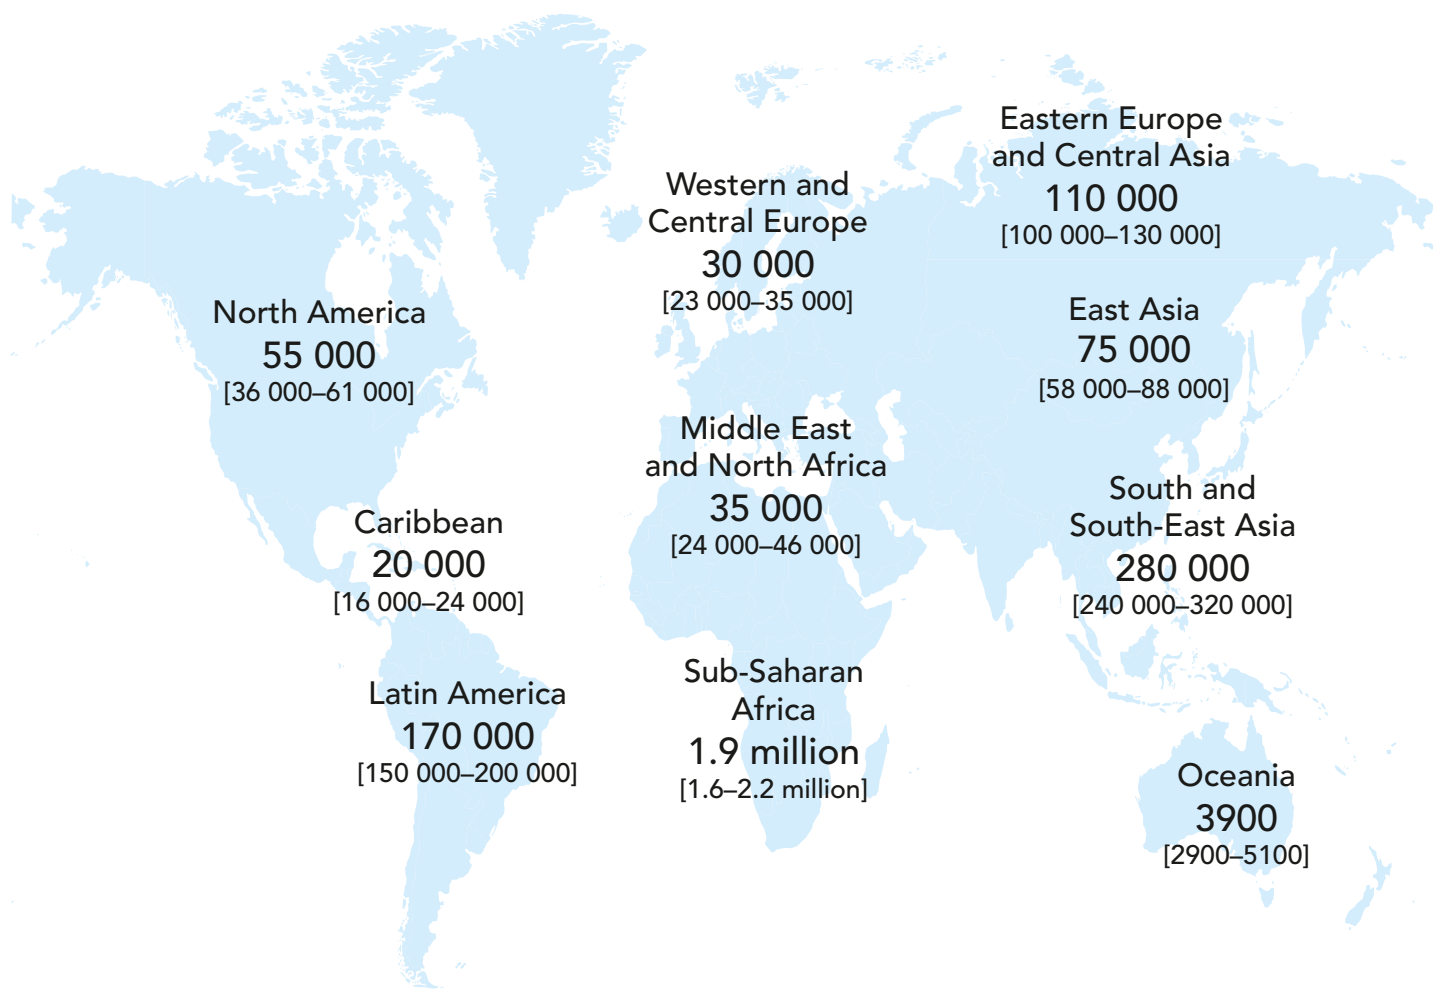 Eastern Europe
and Central Asia
110 000
[100 000–130 000]
Western and
Central Europe
30 000
[23 000–35 000]
North America
55 000
[36 000–61 000]
East Asia
75 000
[58 000–88 000]
Middle East
and North Africa
35 000
[24 000–46 000]
South and
South-East Asia
280 000
[240 000–320 000]
Caribbean
20 000
[16 000–24 000]
Sub-Saharan
Africa
1.9 million
[1.6–2.2 million]
Latin America
170 000
[150 000–200 000]
Oceania
3900
[2900–5100]